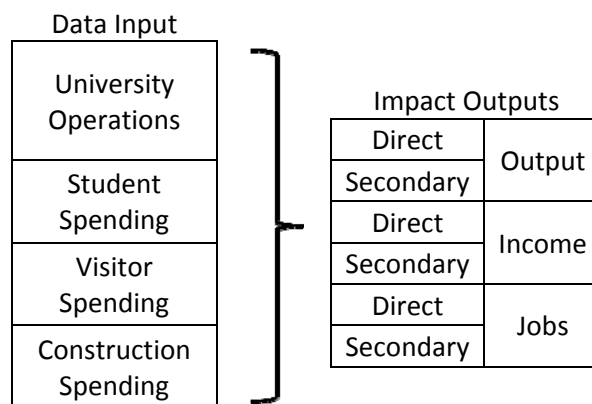 Data Input
University
Operations
Student
Spending
Visitor
Spending
Construction
Spending
Impact Outputs
Direct
Secondary
Output
Direct
Secondary
Income
Direct
Secondary
Jobs